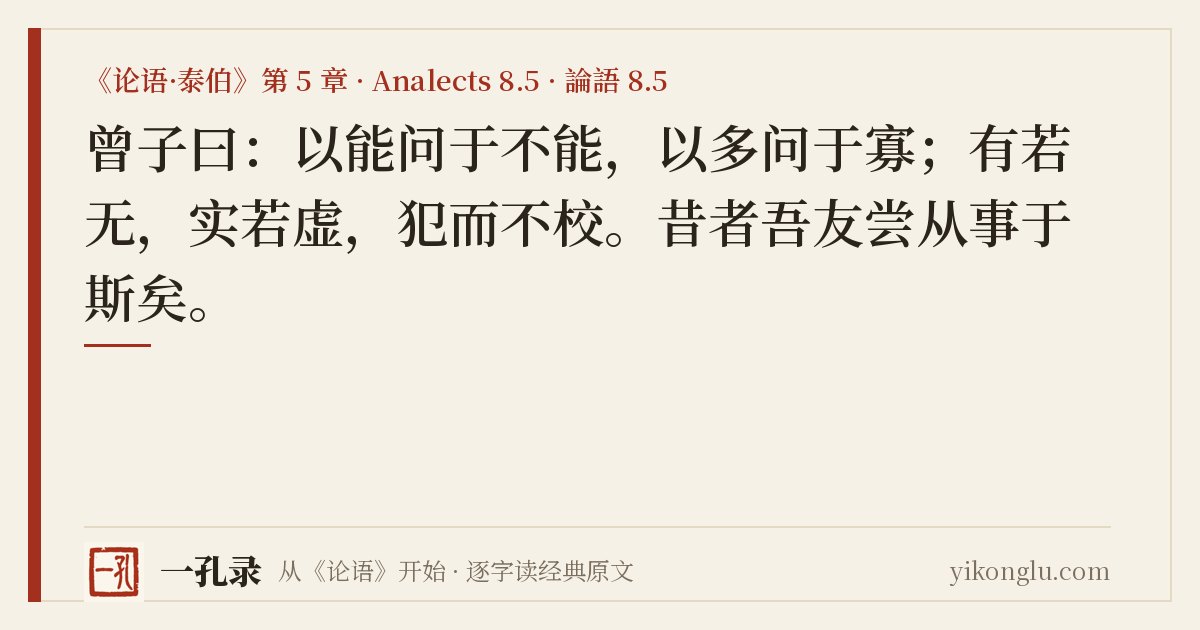 《论语·泰伯》第 5 章 · Analects 8.5 · 論語 8.5
曾子曰：以能问于不能，以多问于寡；有若
无，实若虚，犯而不校。昔者吾友尝从事于
斯矣。
一孔
一孔录 从《论语》开始 · 逐字读经典原文 yikonglu.com